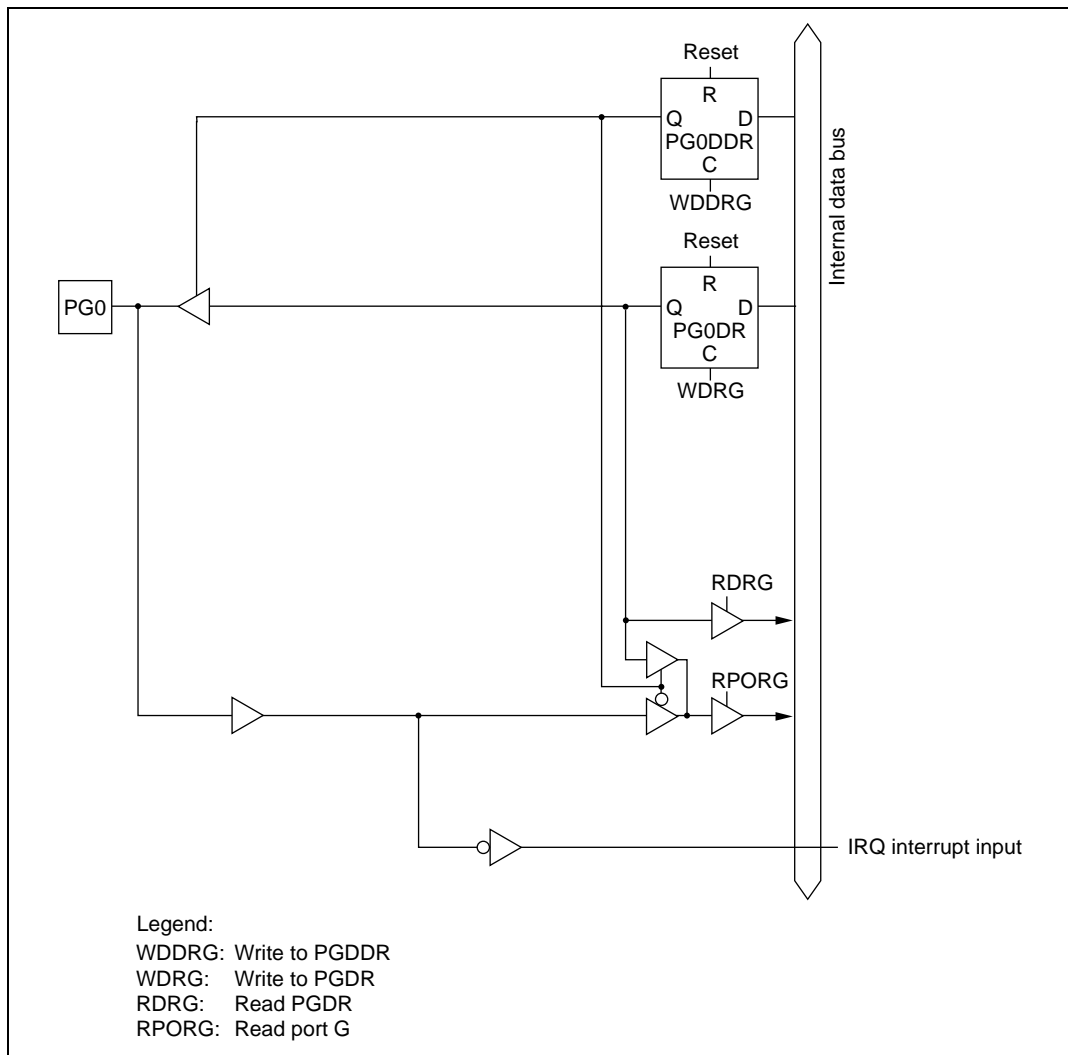 Reset
R
Q D
PG0DDR
C
WDDRG
Internal data bus
Reset
R
PG0
Q D
PG0DR
C
WDRG
RDRG
RPORG
IRQ interrupt input
Legend:
WDDRG: Write to PGDDR
WDRG: Write to PGDR
RDRG: Read PGDR
RPORG: Read port G